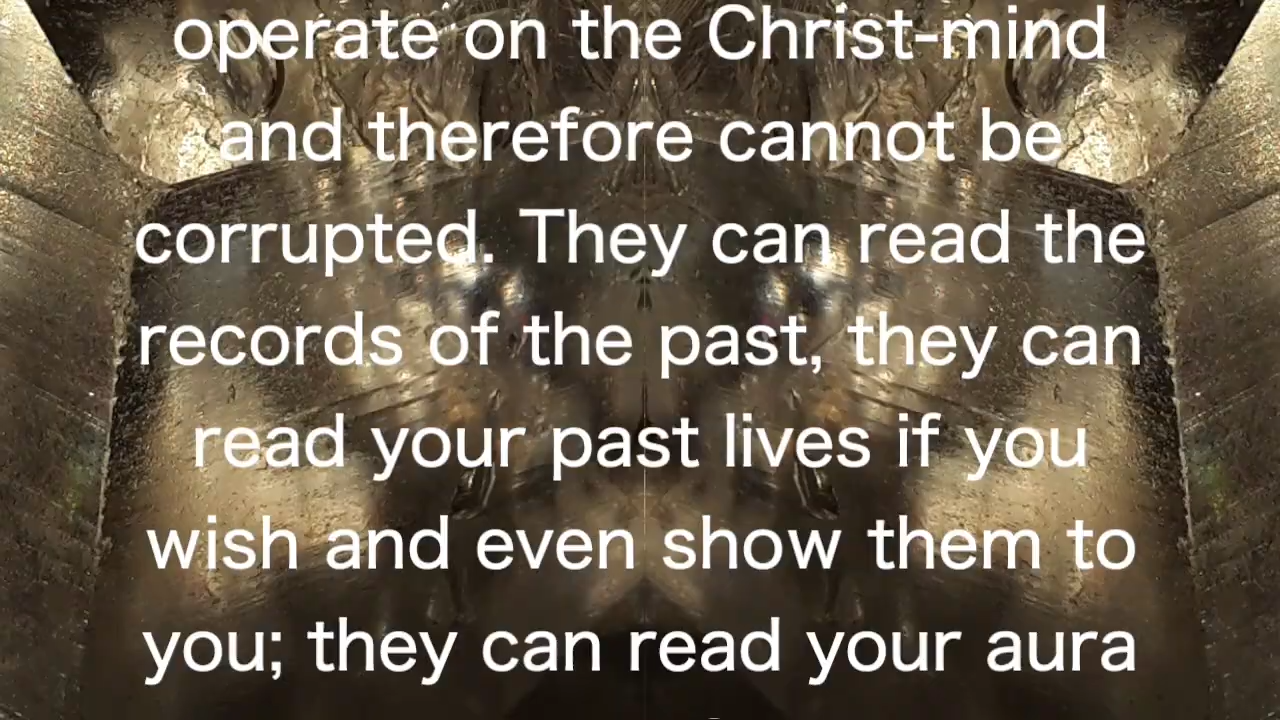 operate on the Christ-mind
and therefore cannot be
corrupted. They can read the
records of the past, they can
read your past lives if you
wish and even show them to
you; they can read your aura